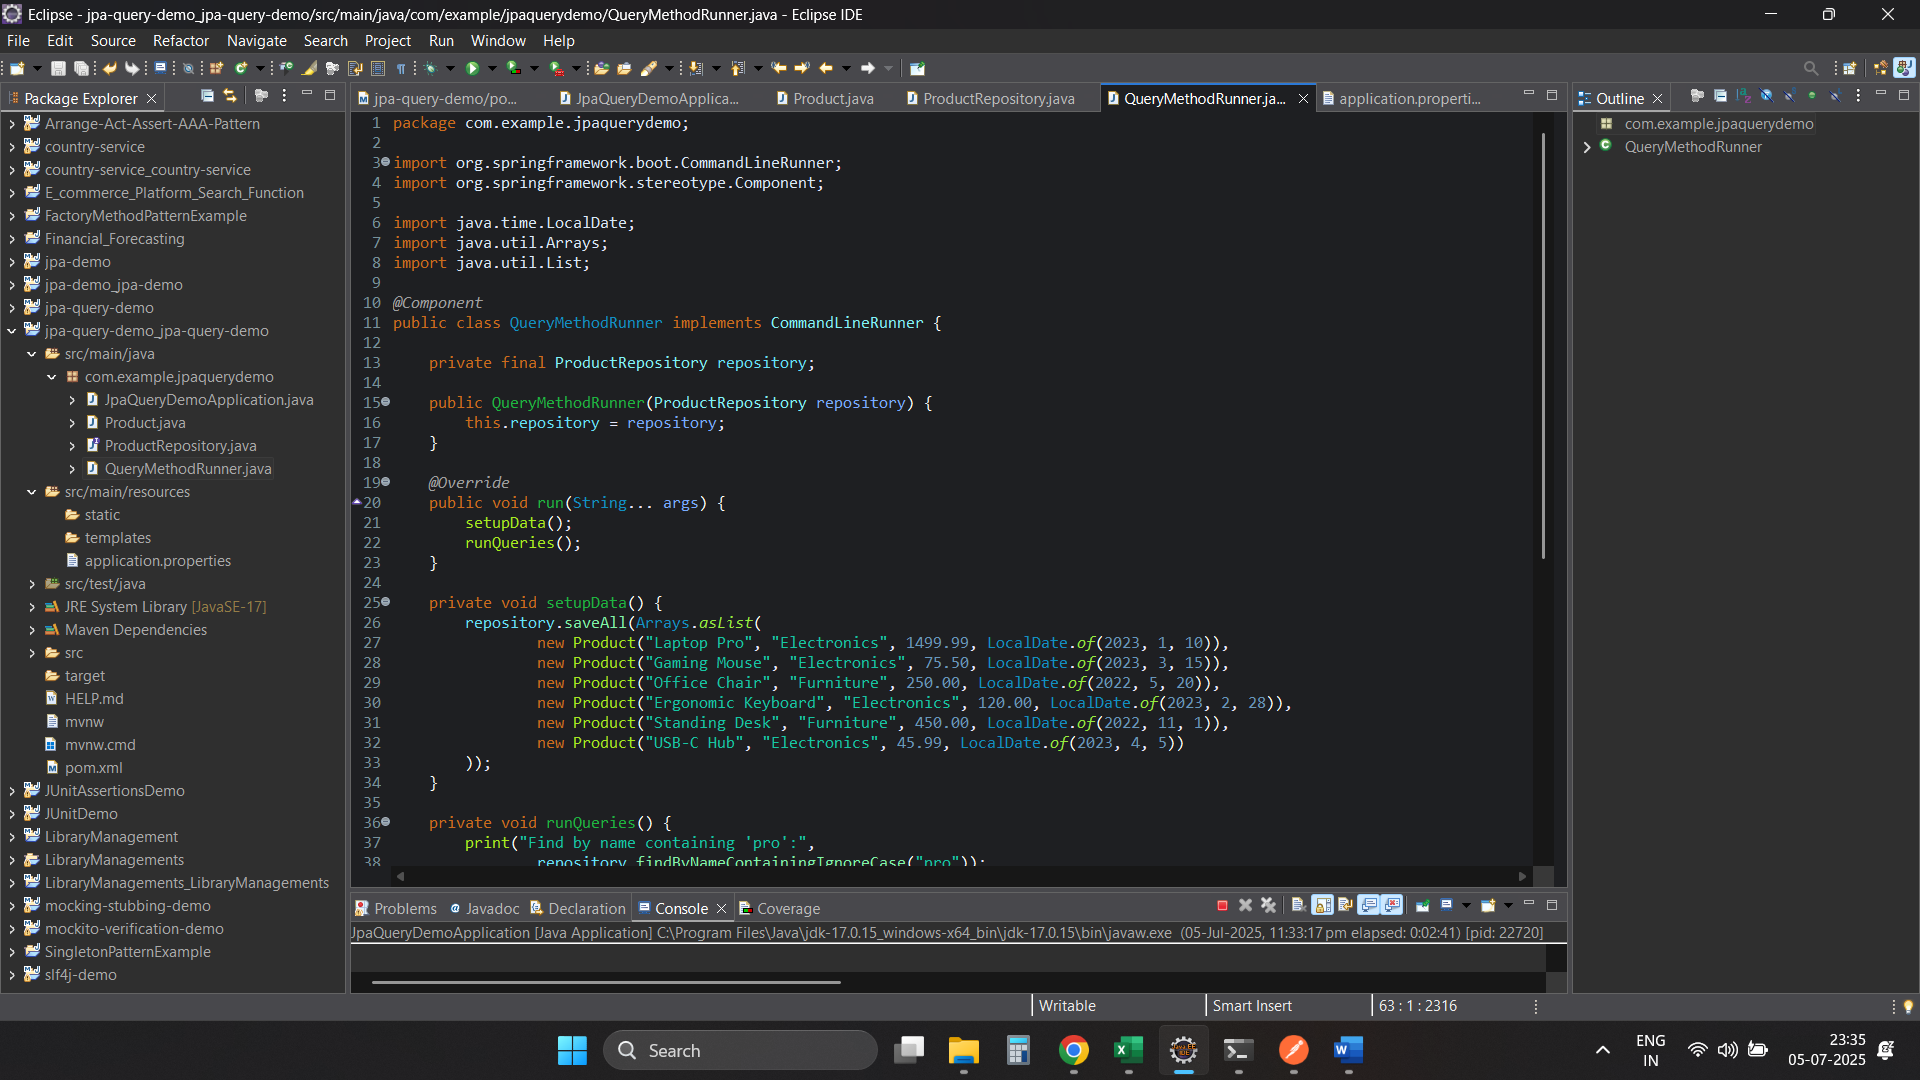 Eclipse - jpa-query-demo_jpa-query-demo/src/main/java/com/example/jpaquerydemo/QueryMethodRunner.java - Eclipse IDE
File Edit Source Refactor Navigate Search Project Run Window Help
Package Explorer
Arrange-Act-Assert-AAA-Pattern
country-service
country-service_country-service
E_commerce_Platform_Search_Function
FactoryMethodPatternExample
Financial_Forecasting
jpa-demo
jpa-demo_jpa-demo
jpa-query-demo
jpa-query-demo_jpa-query-demo
src/main/java
com.example.jpaquerydemo
JpaQueryDemoApplication.java
Product.java
ProductRepository.java
QueryMethodRunner.java
src/main/resources
static
templates
application.properties
src/test/java
JRE System Library [JavaSE-17]
Maven Dependencies
src
target
HELP.md
mvnw
mvnw.cmd
pom.xml
JUnitAssertionsDemo
JUnitDemo
LibraryManagement
LibraryManagements
LibraryManagements_LibraryManagements
mocking-stubbing-demo
mockito-verification-demo
SingletonPatternExample
slf4j-demo
jpa-query-demo/po... JpaQueryDemoApplica... Product.java ProductRepository.java QueryMethodRunner.ja... application.properti...
1 package com.example.jpaquerydemo;
2
3 import org.springframework.boot.CommandLineRunner;
4 import org.springframework.stereotype.Component;
5
6 import java.time.LocalDate;
7 import java.util.Arrays;
8 import java.util.List;
9
10 @Component
11 public class QueryMethodRunner implements CommandLineRunner {
12
13 private final ProductRepository repository;
14
15 public QueryMethodRunner(ProductRepository repository) {
16 this.repository = repository;
17 }
18
19 @Override
20 public void run(String... args) {
21 setupData();
22 runQueries();
23 }
24
25 private void setupData() {
26 repository.saveAll(Arrays.asList(
27 new Product("Laptop Pro", "Electronics", 1499.99, LocalDate.of(2023, 1, 10)),
28 new Product("Gaming Mouse", "Electronics", 75.50, LocalDate.of(2023, 3, 15)),
29 new Product("Office Chair", "Furniture", 250.00, LocalDate.of(2022, 5, 20)),
30 new Product("Ergonomic Keyboard", "Electronics", 120.00, LocalDate.of(2023, 2, 28)),
31 new Product("Standing Desk", "Furniture", 450.00, LocalDate.of(2022, 11, 1)),
32 new Product("USB-C Hub", "Electronics", 45.99, LocalDate.of(2023, 4, 5))
33 ));
34 }
35
36 private void runQueries() {
37 print("Find by name containing 'pro':",
38 repository.findByNameContainingIgnoreCase("pro"));
Problems Javadoc Declaration Console Coverage
JpaQueryDemoApplication [Java Application] C:\Program Files\Java\jdk-17.0.15_windows-x64_bin\jdk-17.0.15\bin\javaw.exe (05-Jul-2025, 11:33:17 pm elapsed: 0:02:41) [pid: 22720]
Outline
com.example.jpaquerydemo
QueryMethodRunner
Writable Smart Insert 63 : 1 : 2316
Search
ENG
IN
23:35
05-07-2025